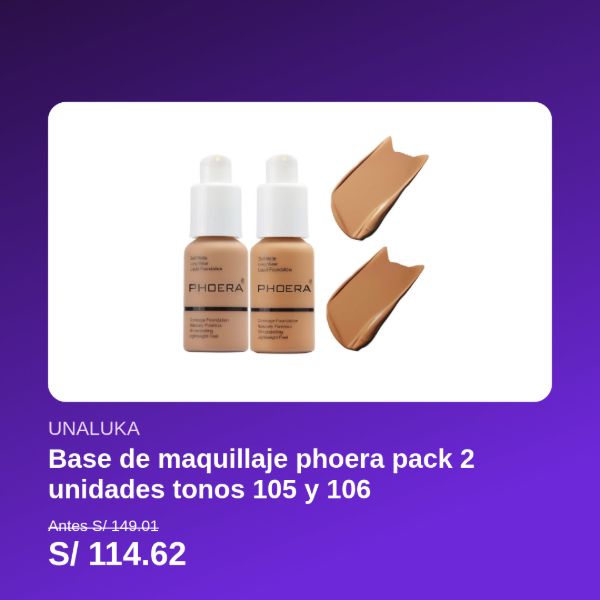 PHOERA
PHOERA
UNALUKA
Base de maquillaje phoera pack 2
unidades tonos 105 y 106
Antes S/ 149.01
S/ 114.62